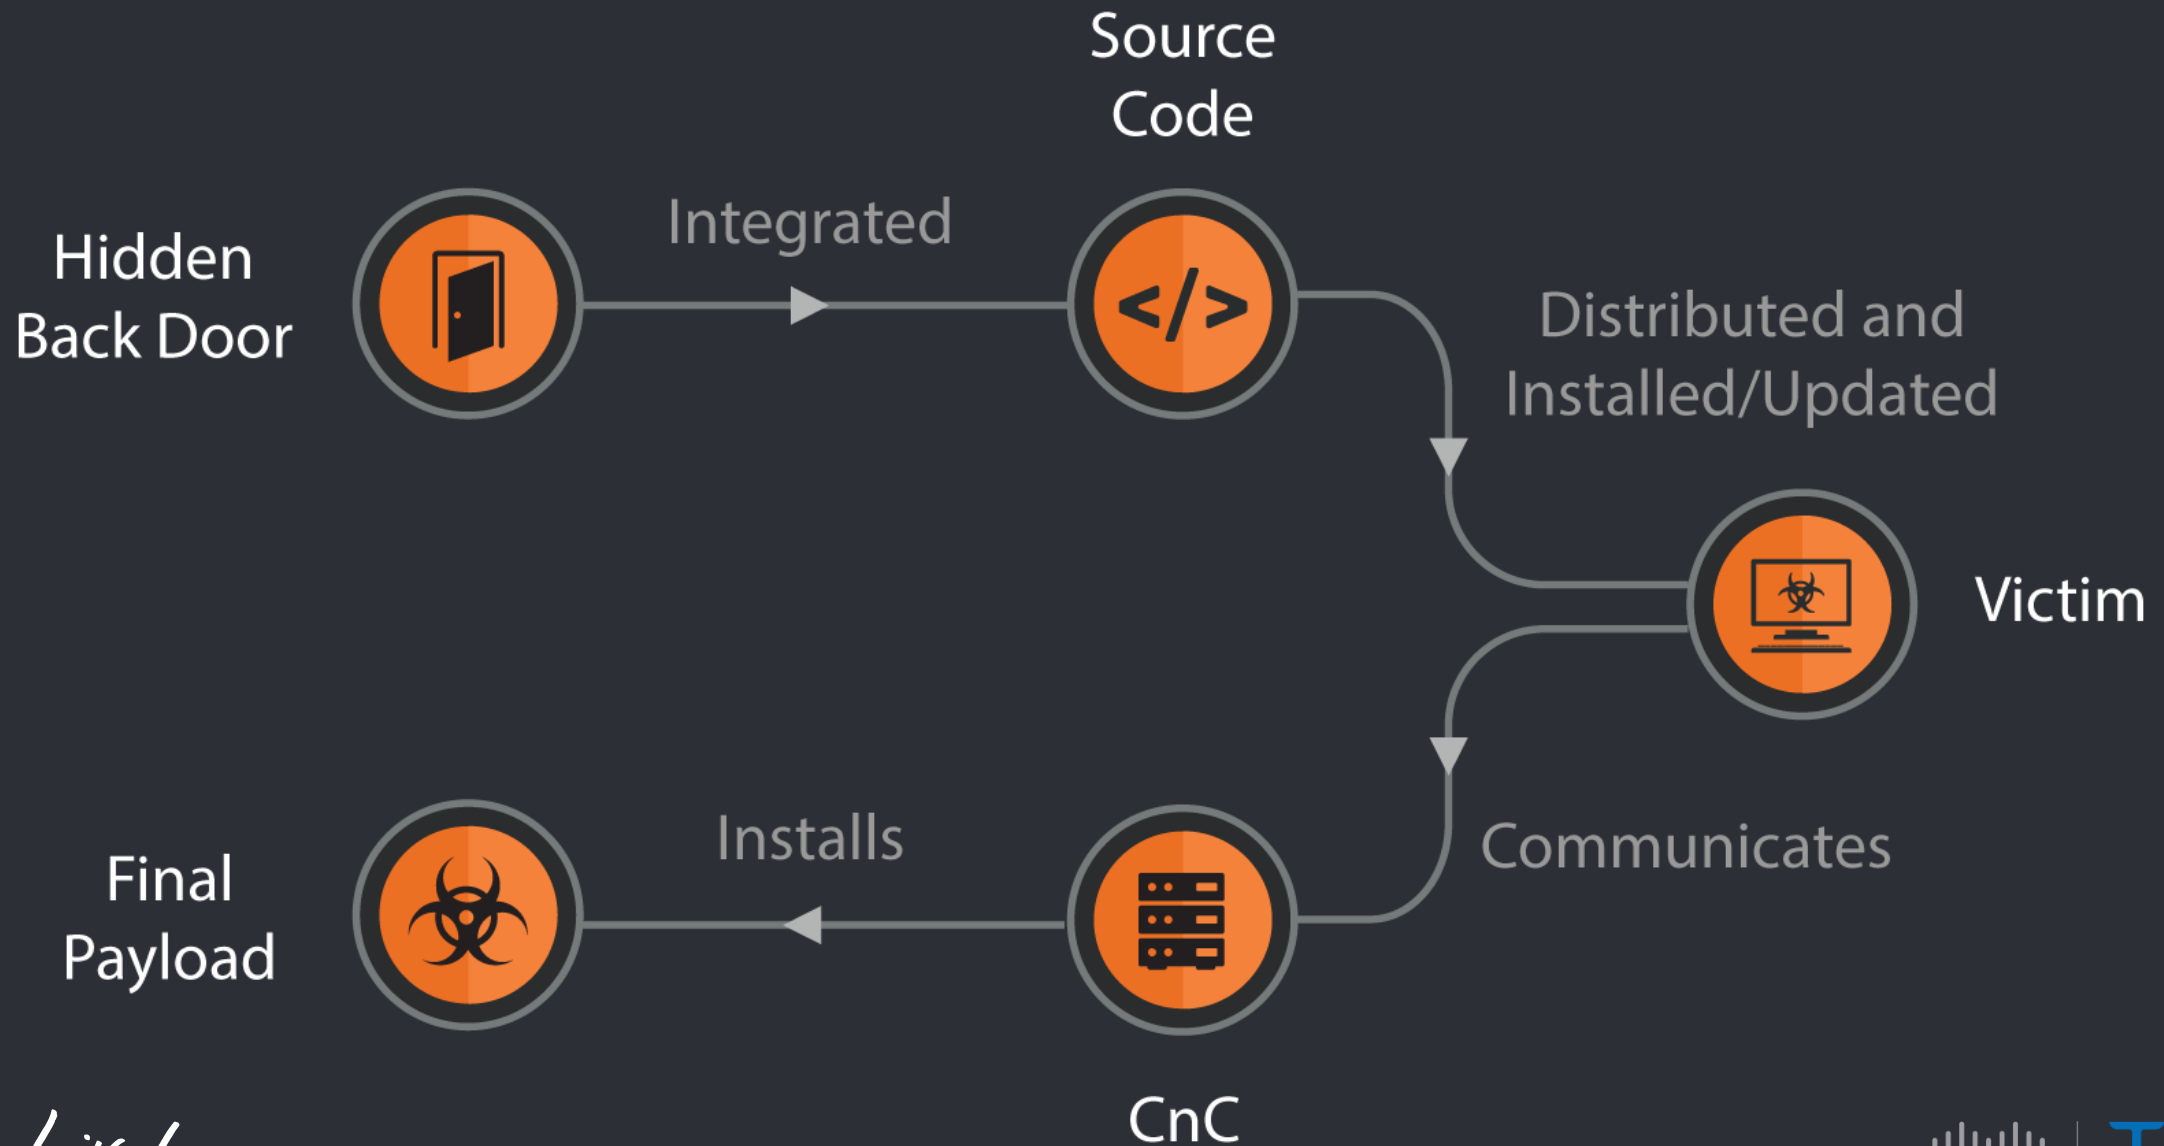 Source
Code
Hidden
Back Door
Integrated
Distributed and
Installed/Updated
Victim
Final
Payload
Installs
Communicates
CnC